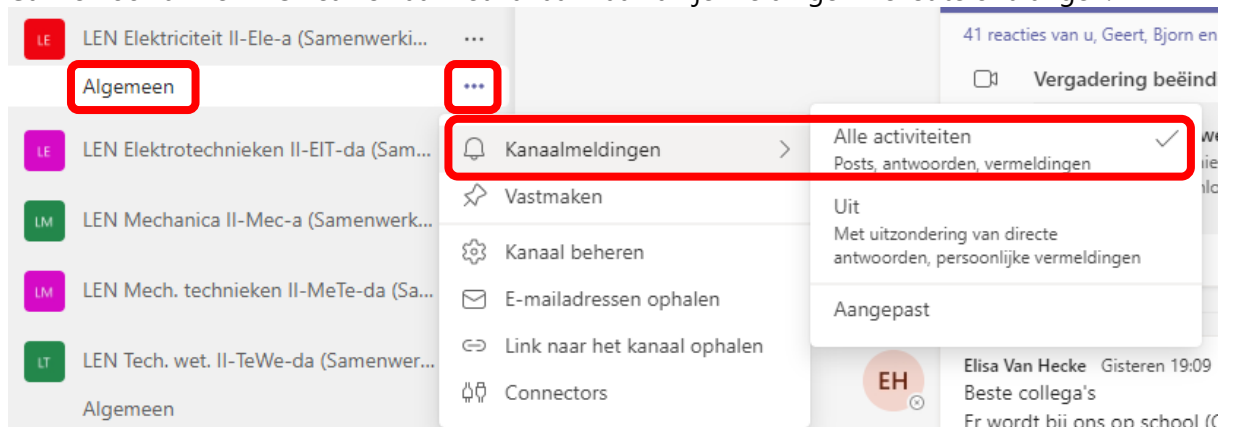 LE LEN Elektriciteit II-Ele-a (Samenwerki... ...
Algemeen ...
LE LEN Elektrotechnieken II-EIT-da (Sam...
LM LEN Mechanica II-Mec-a (Samenwerk...
LM LEN Mech. technieken II-MeTe-da (Sa...
LT LEN Tech. wet. II-TeWe-da (Samenwer...
Algemeen
Kanaalmeldingen
Vastmaken
Kanaal beheren
E-mailadressen ophalen
Link naar het kanaal ophalen
Connectors
Alle activiteiten
Posts, antwoorden, vermeldingen
Uit
Met uitzondering van directe
antwoorden, persoonlijke vermeldingen
Aangepast
41 reacties van u, Geert, Bjorn en
Vergadering beëind
EH
Elisa Van Hecke Gisteren 19:09
Beste collega's
Er wordt bij ons op school (